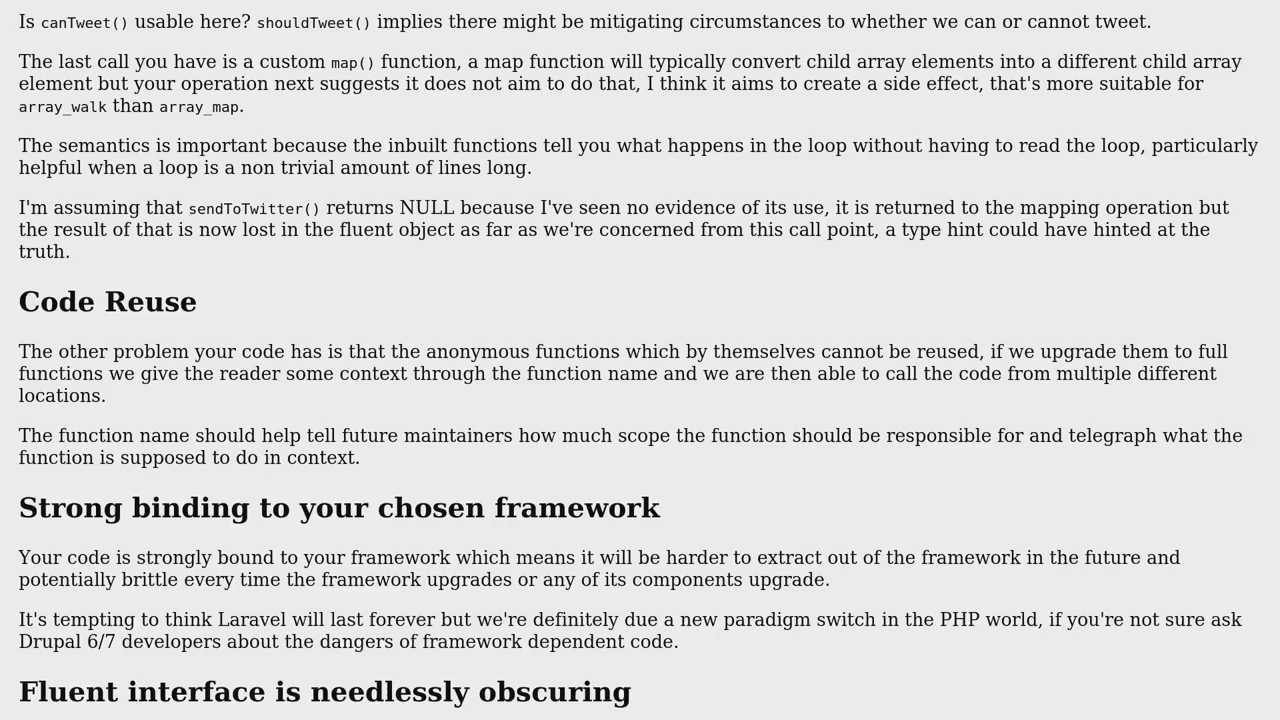 Is canTweet() usable here? shouldTweet() implies there might be mitigating circumstances to whether we can or cannot tweet.
The last call you have is a custom map() function, a map function will typically convert child array elements into a different child array
element but your operation next suggests it does not aim to do that, I think it aims to create a side effect, that's more suitable for
array_walk than array_map.
The semantics is important because the inbuilt functions tell you what happens in the loop without having to read the loop, particularly
helpful when a loop is a non trivial amount of lines long.
I'm assuming that sendToTwitter() returns NULL because I've seen no evidence of its use, it is returned to the mapping operation but
the result of that is now lost in the fluent object as far as we're concerned from this call point, a type hint could have hinted at the
truth.
Code Reuse
The other problem your code has is that the anonymous functions which by themselves cannot be reused, if we upgrade them to full
functions we give the reader some context through the function name and we are then able to call the code from multiple different
locations.
The function name should help tell future maintainers how much scope the function should be responsible for and telegraph what the
function is supposed to do in context.
Strong binding to your chosen framework
Your code is strongly bound to your framework which means it will be harder to extract out of the framework in the future and
potentially brittle every time the framework upgrades or any of its components upgrade.
It's tempting to think Laravel will last forever but we're definitely due a new paradigm switch in the PHP world, if you're not sure ask
Drupal 6/7 developers about the dangers of framework dependent code.
Fluent interface is needlessly obscuring